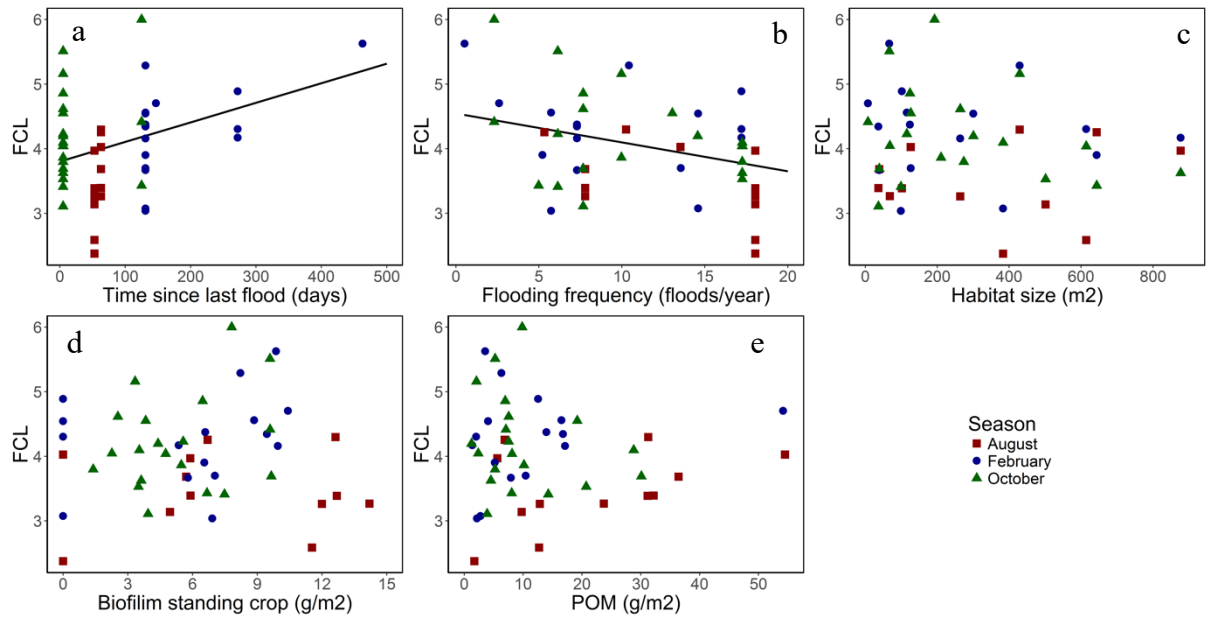 a
6
5
4
3
FCL
0 100 200 300 400 500
Time since last flood (days)
b
6
5
4
3
FCL
0 5 10 15 20
Flooding frequency (floods/year)
c
6
5
4
3
FCL
0 200 400 600 800
Habitat size (m2)
d
6
5
4
3
FCL
0 3 6 9 12 15
Biofilim standing crop (g/m2)
e
6
5
4
3
FCL
0 10 20 30 40 50
POM (g/m2)
Season
August
February
October